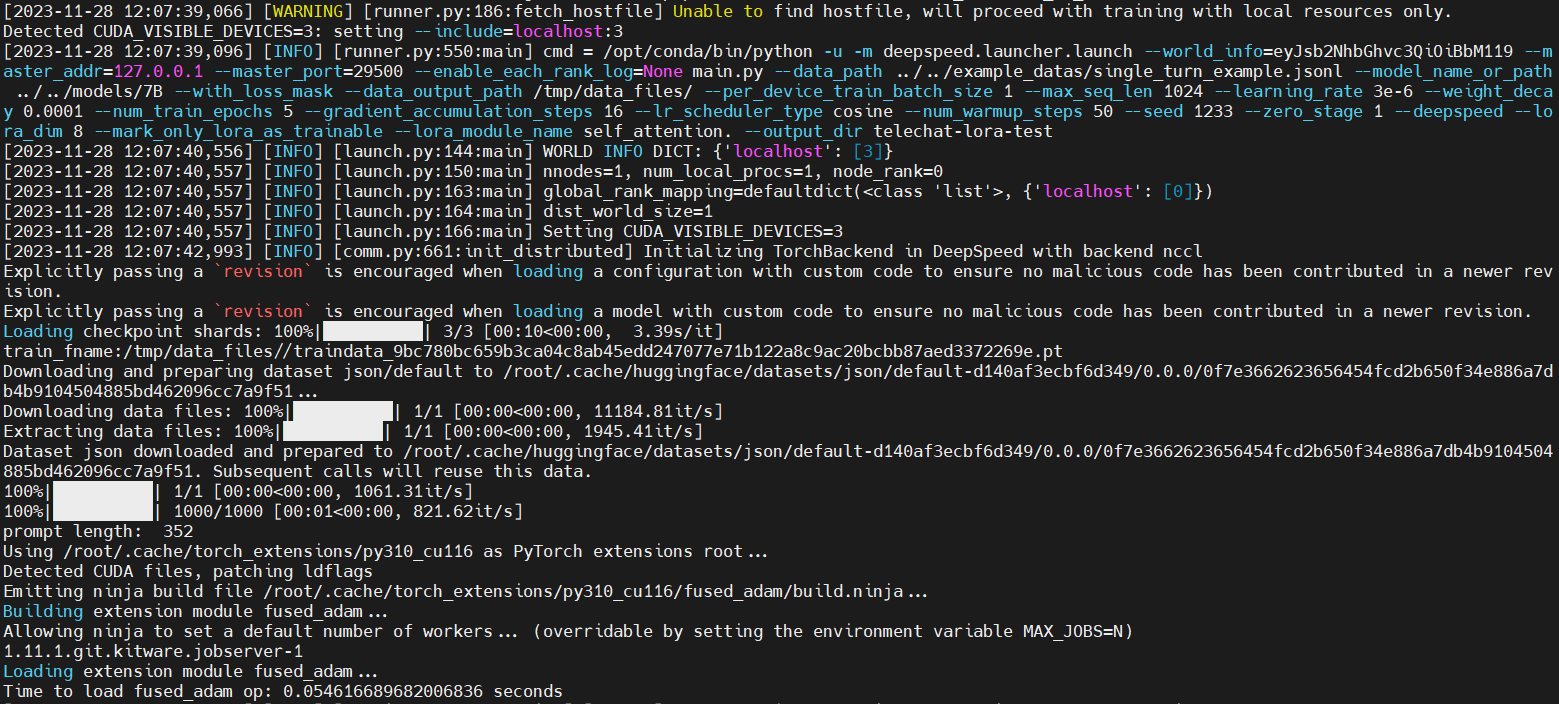 [2023-11-28 12:07:39,066] [WARNING] [runner.py:186:fetch_hostfile] Unable to find hostfile, will proceed with training with local resources only.
Detected CUDA_VISIBLE_DEVICES=3: setting --include=localhost:3
[2023-11-28 12:07:39,096] [INFO] [runner.py:550:main] cmd = /opt/conda/bin/python -u -m deepspeed.launcher.launch --world_info=eyJsb2NhbGhvc3QiOiBbM119 --m
aster_addr=127.0.0.1 --master_port=29500 --enable_each_rank_log=None main.py --data_path ../../example_datas/single_turn_example.jsonl --model_name_or_path
../../models/7B --with_loss_mask --data_output_path /tmp/data_files/ --per_device_train_batch_size 1 --max_seq_len 1024 --learning_rate 3e-6 --weight_deca
y 0.0001 --num_train_epochs 5 --gradient_accumulation_steps 16 --lr_scheduler_type cosine --num_warmup_steps 50 --seed 1233 --zero_stage 1 --deepspeed --lo
ra_dim 8 --mark_only_lora_as_trainable --lora_module_name self_attention. --output_dir telechat-lora-test
[2023-11-28 12:07:40,556] [INFO] [launch.py:144:main] WORLD INFO DICT: {'localhost': [3]}
[2023-11-28 12:07:40,557] [INFO] [launch.py:150:main] nnodes=1, num_local_procs=1, node_rank=0
[2023-11-28 12:07:40,557] [INFO] [launch.py:163:main] global_rank_mapping=defaultdict(<class 'list'>, {'localhost': [0]})
[2023-11-28 12:07:40,557] [INFO] [launch.py:164:main] dist_world_size=1
[2023-11-28 12:07:40,557] [INFO] [launch.py:166:main] Setting CUDA_VISIBLE_DEVICES=3
[2023-11-28 12:07:42,993] [INFO] [comm.py:661:init_distributed] Initializing TorchBackend in DeepSpeed with backend nccl
Explicitly passing a `revision` is encouraged when loading a configuration with custom code to ensure no malicious code has been contributed in a newer rev
ision.
Explicitly passing a `revision` is encouraged when loading a model with custom code to ensure no malicious code has been contributed in a newer revision.
Loading checkpoint shards: 100%|██████████| 3/3 [00:10<00:00,  3.39s/it]
train_fname:/tmp/data_files//traindata_9bc780bc659b3ca04c8ab45edd247077e71b122a8c9ac20bcbb87aed3372269e.pt
Downloading and preparing dataset json/default to /root/.cache/huggingface/datasets/json/default-d140af3ecbf6d349/0.0.0/0f7e3662623656454fcd2b650f34e886a7d
b4b9104504885bd462096cc7a9f51...
Downloading data files: 100%|██████████| 1/1 [00:00<00:00, 11184.81it/s]
Extracting data files: 100%|██████████| 1/1 [00:00<00:00, 1945.41it/s]
Dataset json downloaded and prepared to /root/.cache/huggingface/datasets/json/default-d140af3ecbf6d349/0.0.0/0f7e3662623656454fcd2b650f34e886a7db4b9104504
885bd462096cc7a9f51. Subsequent calls will reuse this data.
100%|██████████| 1/1 [00:00<00:00, 1061.31it/s]
100%|██████████| 1000/1000 [00:01<00:00, 821.62it/s]
prompt length:  352
Using /root/.cache/torch_extensions/py310_cu116 as PyTorch extensions root...
Detected CUDA files, patching ldflags
Emitting ninja build file /root/.cache/torch_extensions/py310_cu116/fused_adam/build.ninja...
Building extension module fused_adam...
Allowing ninja to set a default number of workers... (overridable by setting the environment variable MAX_JOBS=N)
1.11.1.git.kitware.jobserver-1
Loading extension module fused_adam...
Time to load fused_adam op: 0.054616689682006836 seconds